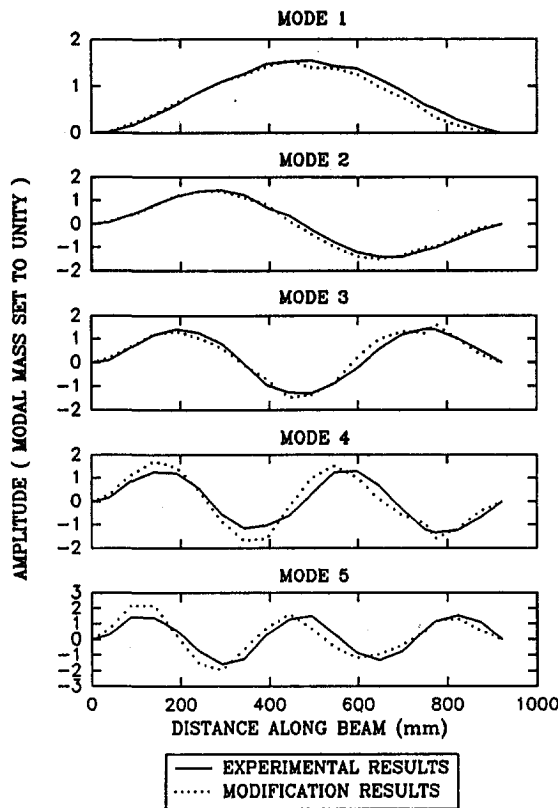 MODE 1
2
1
0
MODE 2
2
1
0
-1
-2
MODE 3
2
1
0
-1
-2
MODE 4
2
1
0
-1
-2
MODE 5
3
2
1
0
-1
-2
-3
0 200 400 600 800 1000
DISTANCE ALONG BEAM (mm)
AMPLITUDE ( MODAL MASS SET TO UNITY )
EXPERIMENTAL RESULTS
MODIFICATION RESULTS